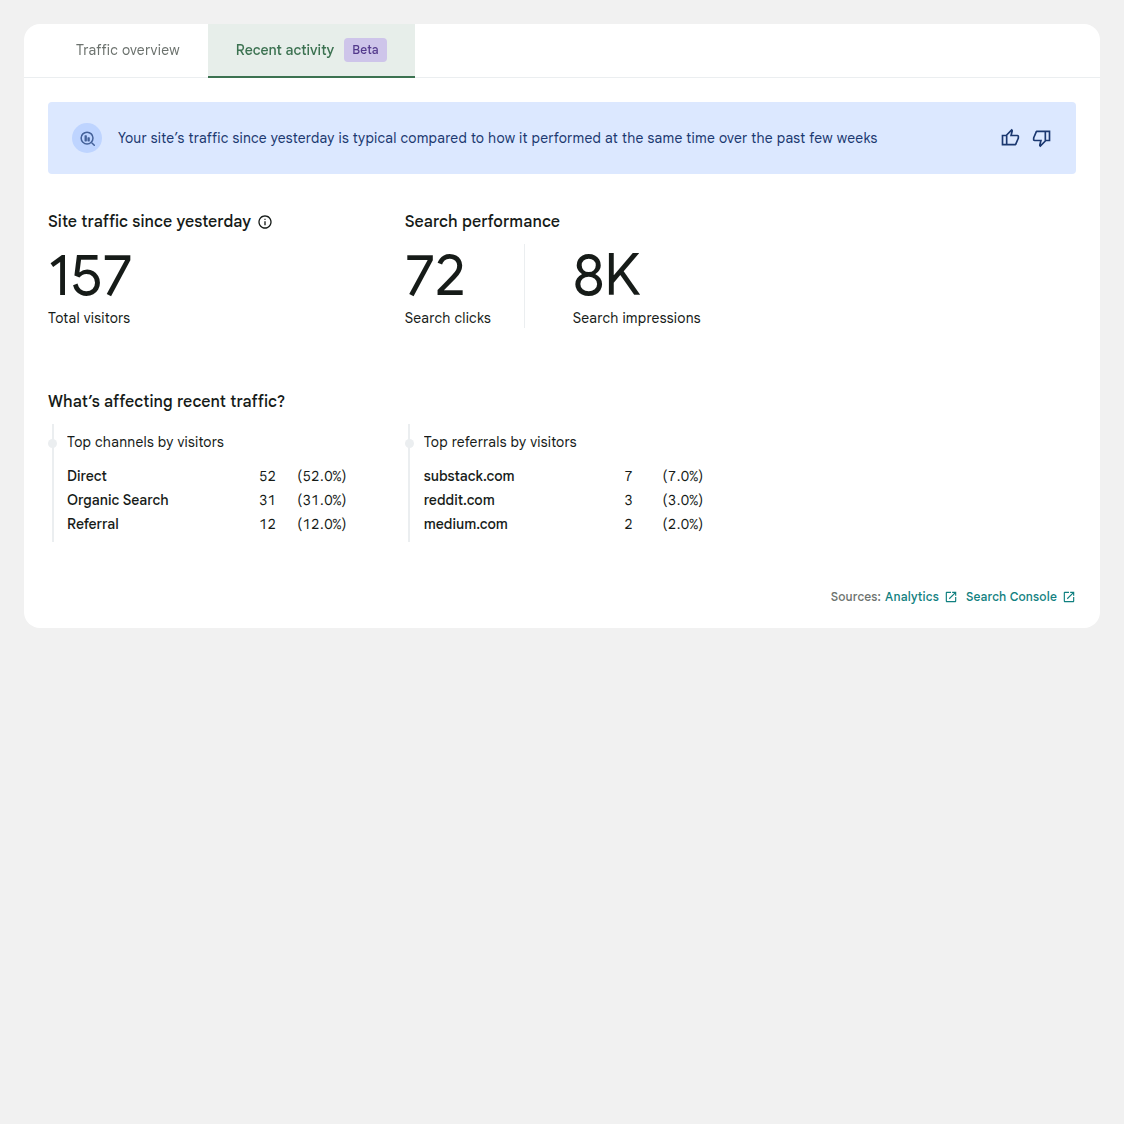 Traffic overview
Recent activity Beta
Your site’s traffic since yesterday is typical compared to how it performed at the same time over the past few weeks
Site traffic since yesterday
157
Total visitors
Search performance
72
Search clicks
8K
Search impressions
What’s affecting recent traffic?
Top channels by visitors
Direct 52 (52.0%)
Organic Search 31 (31.0%)
Referral 12 (12.0%)
Top referrals by visitors
substack.com 7 (7.0%)
reddit.com 3 (3.0%)
medium.com 2 (2.0%)
Sources: Analytics Search Console